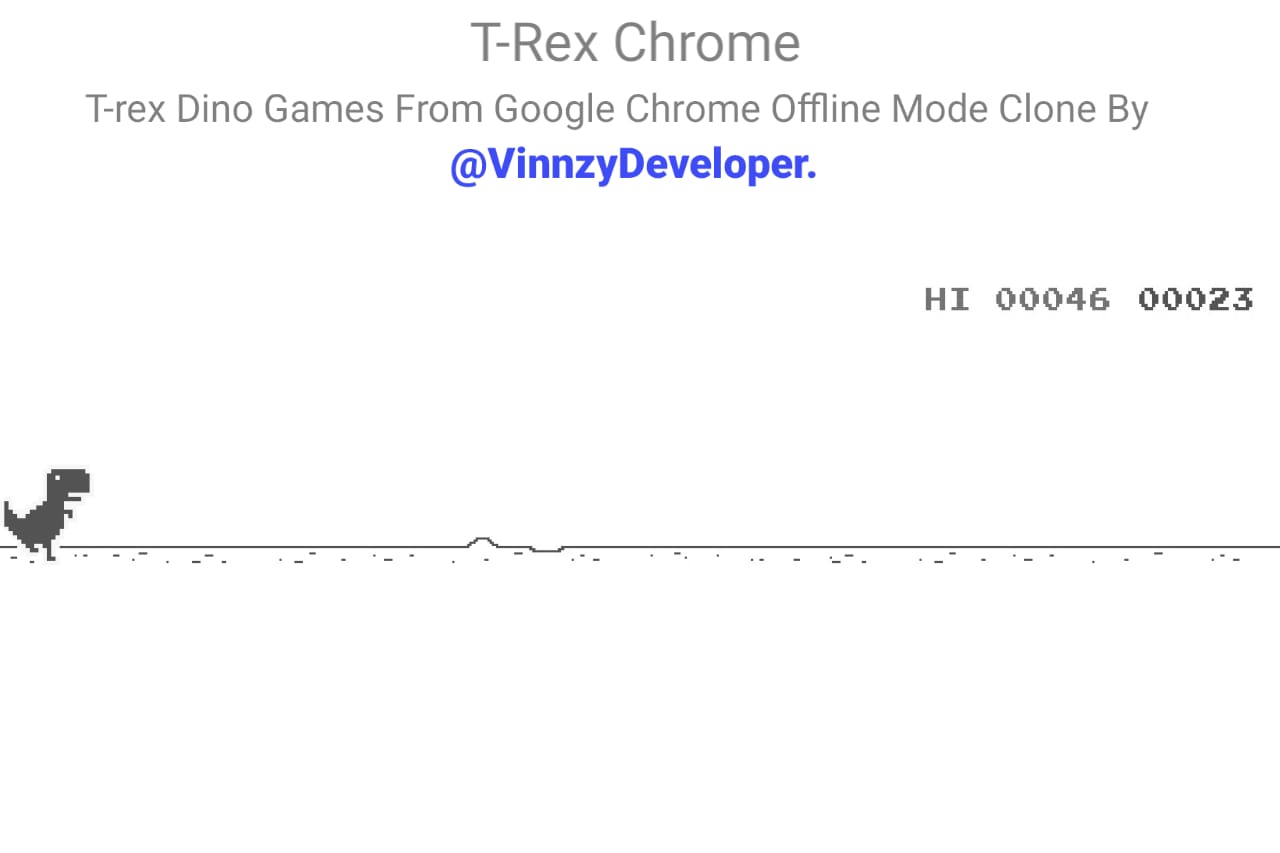 T-Rex Chrome
T-rex Dino Games From Google Chrome Offline Mode Clone By
@VinnzyDeveloper.
HI 00046 00023